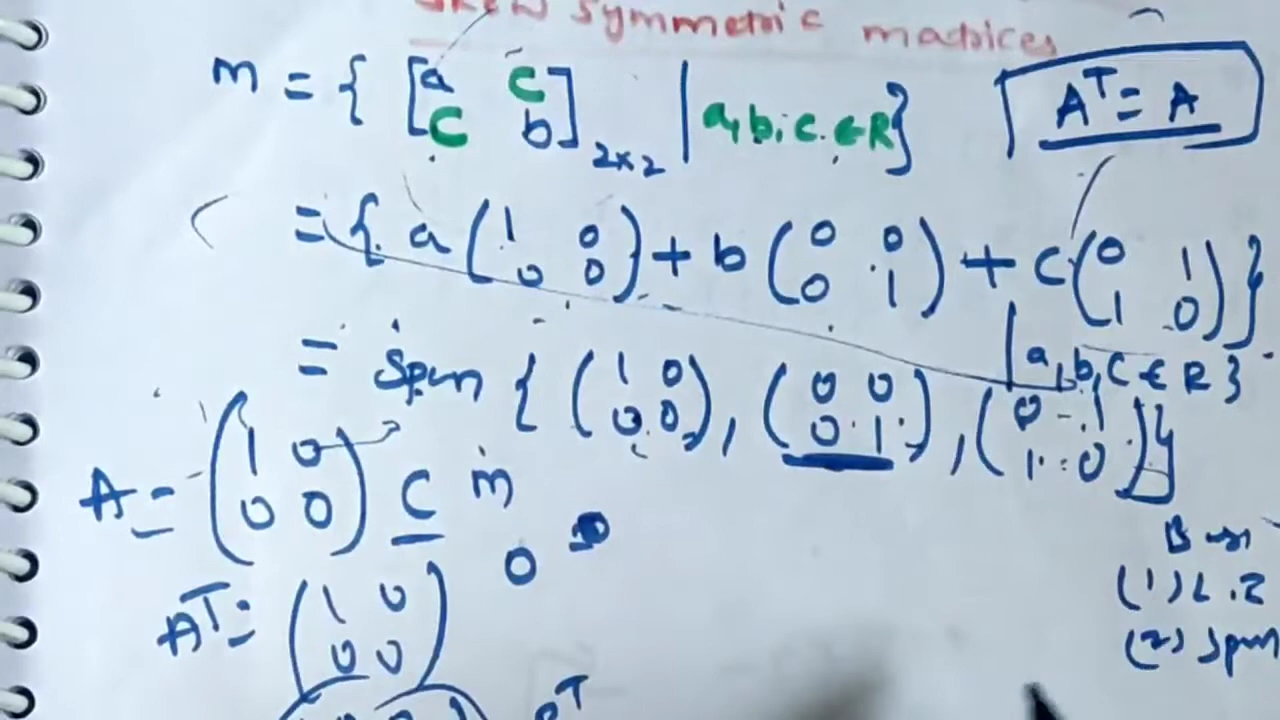 Skew symmetric matrices
m = { [a c
c b] 2x2 | a, b, c ∈ R}
A^T = A
= { a (1 0
0 0) + b (0 0
0 1) + c (0 1
1 0) }
| a, b, c ∈ R }
= span { (1 0
0 0), (0 0
0 1), (0 1
1 0) }
A = (1 0
0 0) C m
0
A^T = (1 0
0 0)
(1) L.I
(2) span